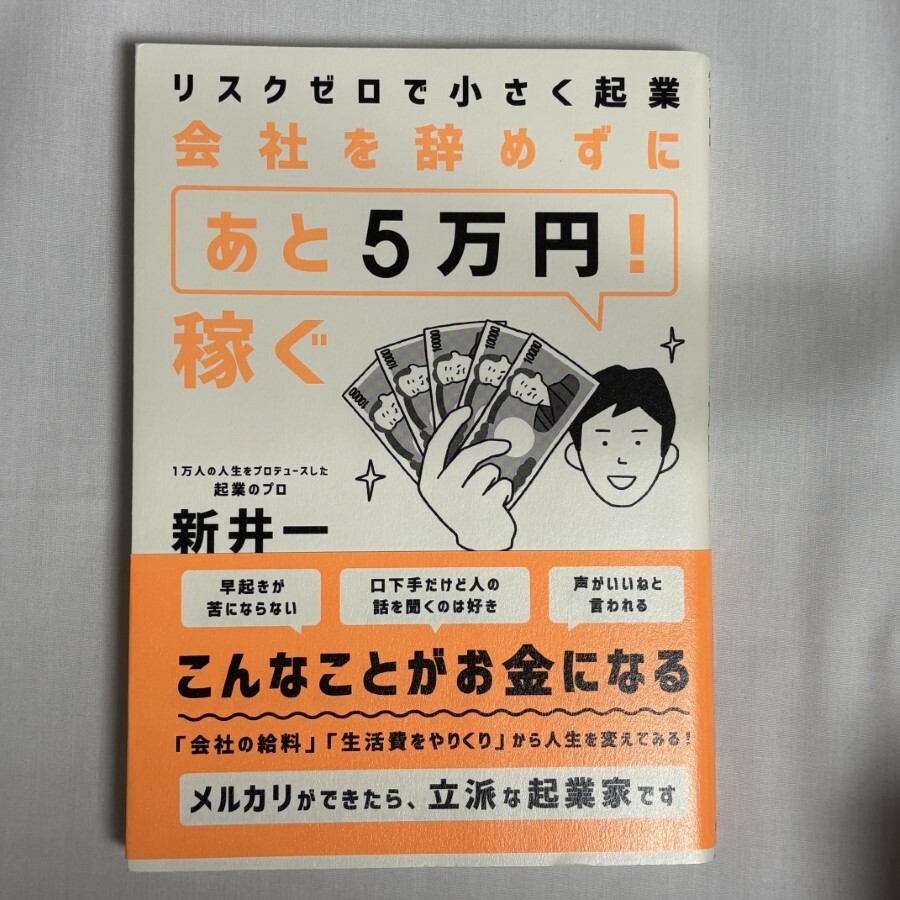 リスクゼロで小さく起業
会社を辞めずに
あと5万円！
稼ぐ
10000
10000
10000
10000
10000
1万人の人生をプロデュースした
起業のプロ
新井一
早起きが
苦にならない
口下手だけど人の
話を聞くのは好き
声がいいねと
言われる
こんなことがお金になる
「会社の給料」「生活費をやりくり」から人生を変えてみる！
メルカリができたら、立派な起業家です